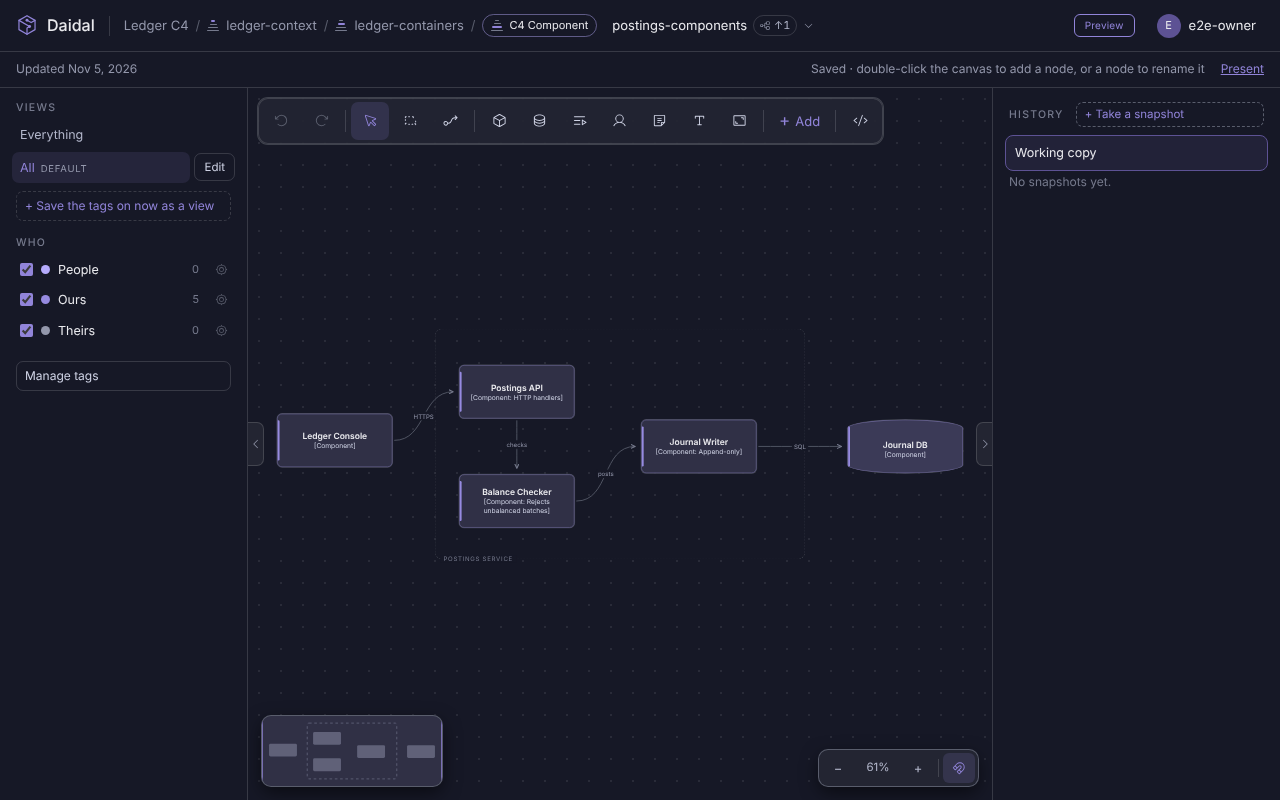 Daidal
Ledger C4 / ledger-context / ledger-containers / C4 Component postings-components ↑1
Preview
E e2e-owner
Updated Nov 5, 2026
Saved · double-click the canvas to add a node, or a node to rename it Present
VIEWS
Everything
All DEFAULT Edit
+ Save the tags on now as a view
WHO
People 0
Ours 5
Theirs 0
Manage tags
+ Add
HISTORY + Take a snapshot
Working copy
No snapshots yet.
Postings API
[Component: HTTP handlers]
HTTPS
Ledger Console
[Component]
checks
Journal Writer
[Component: Append-only]
SQL
Journal DB
[Component]
posts
Balance Checker
[Component: Rejects
unbalanced batches]
POSTINGS SERVICE
− 61% +